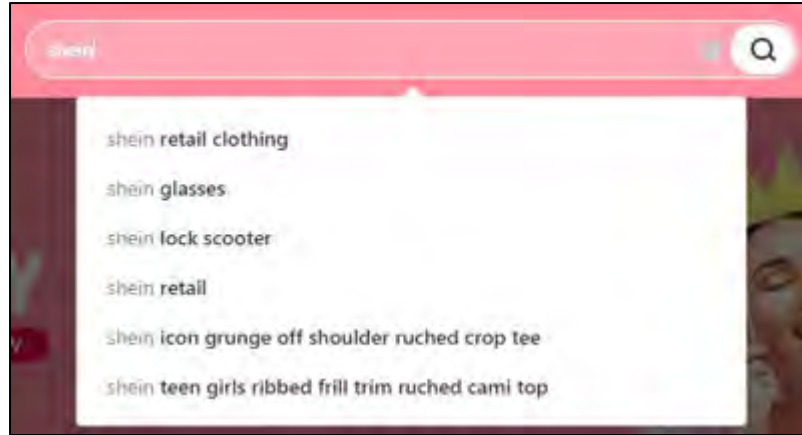 shein
shein retail clothing
shein glasses
shein lock scooter
shein retail
shein icon grunge off shoulder ruched crop tee
shein teen girls ribbed frill trim ruched cami top